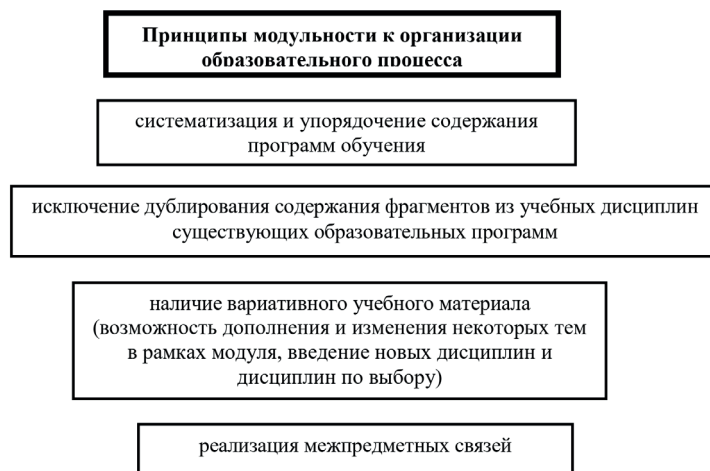 Принципы модульности к организации
образовательного процесса
систематизация и упорядочение содержания
программ обучения
исключение дублирования содержания фрагментов из учебных дисциплин
существующих образовательных программ
наличие вариативного учебного материала
(возможность дополнения и изменения некоторых тем
в рамках модуля, введение новых дисциплин и
дисциплин по выбору)
реализация межпредметных связей